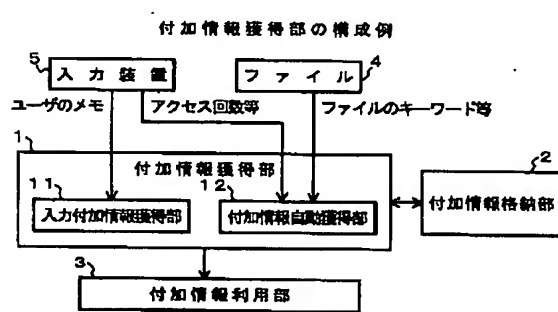 付加情報獲得部の構成例
5 入力装置
ファイル 4
ユーザのメモ アクセス回数等 ファイルのキーワード等
1 付加情報獲得部
2
11 入力付加情報獲得部
12 付加情報自動獲得部
付加情報格納部
3 付加情報利用部